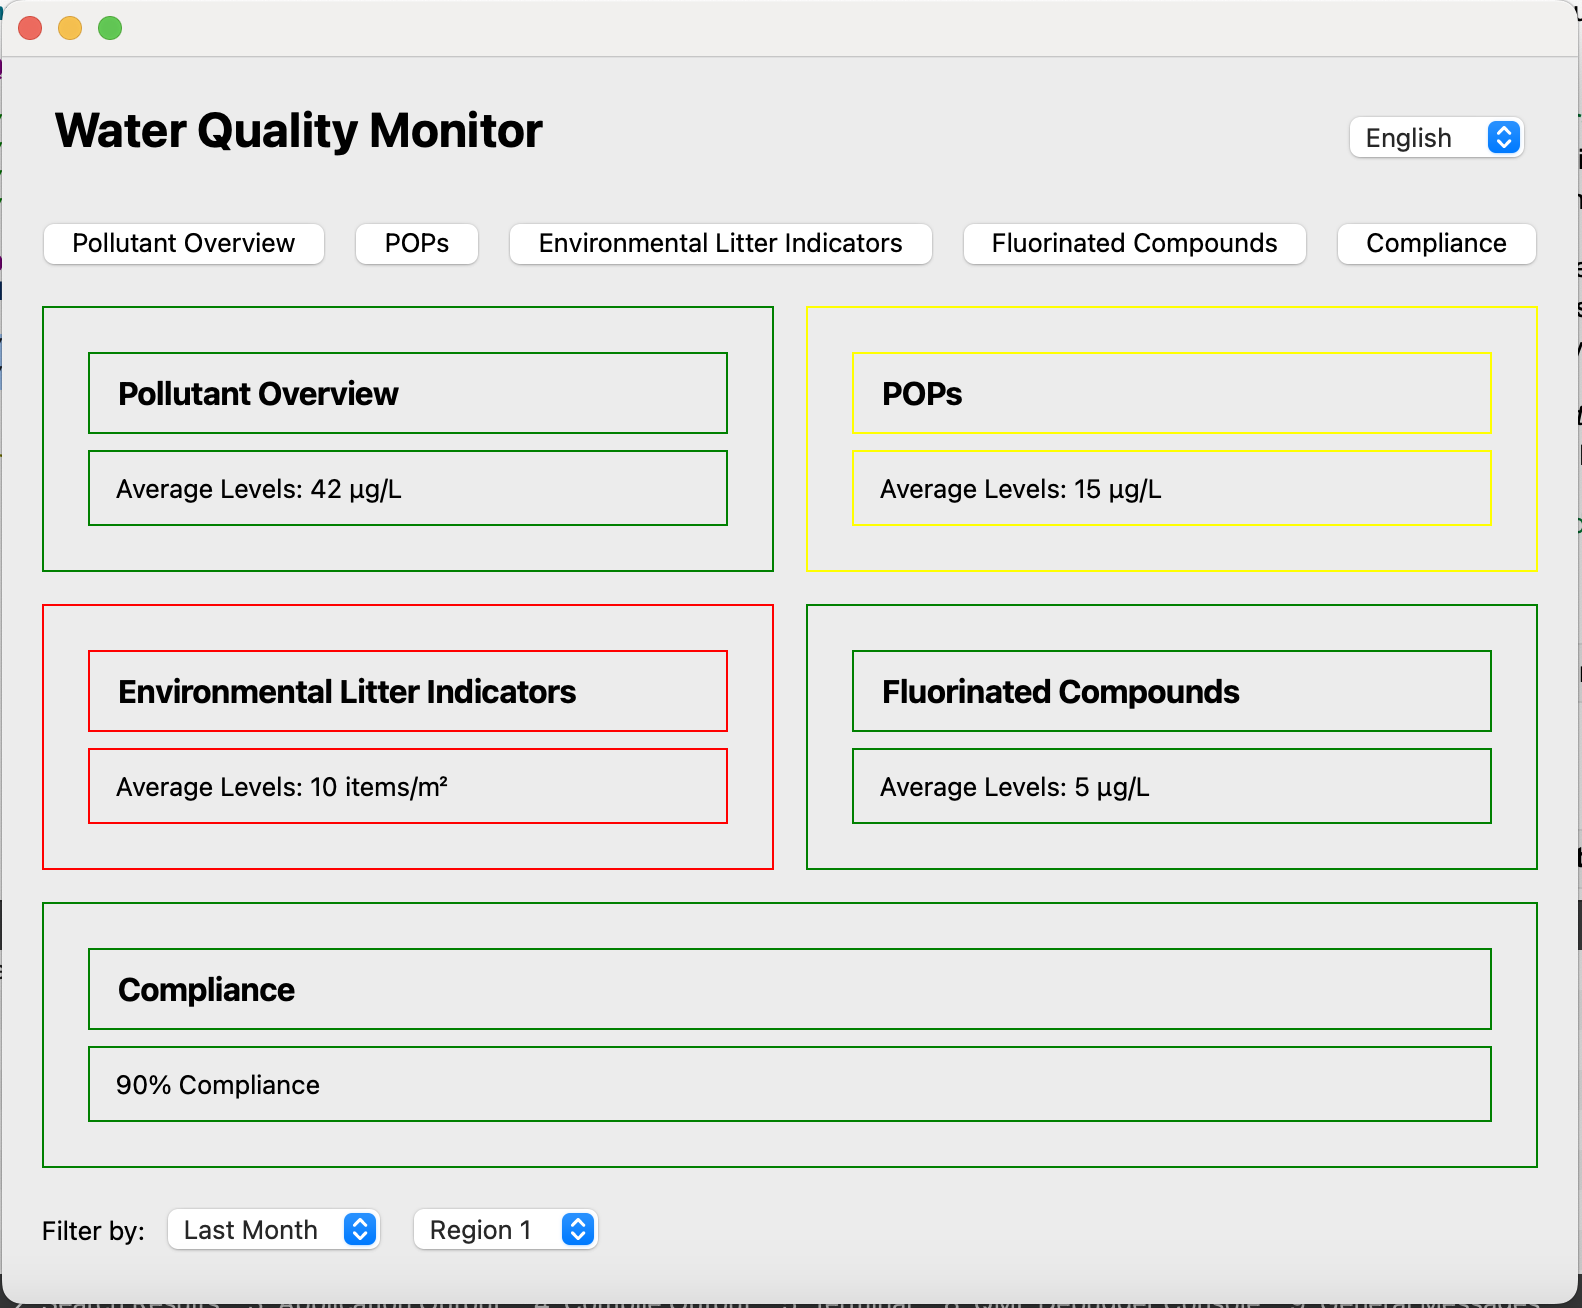 Water Quality Monitor
English
Pollutant Overview
POPs
Environmental Litter Indicators
Fluorinated Compounds
Compliance
Pollutant Overview
Average Levels: 42 µg/L
POPs
Average Levels: 15 µg/L
Environmental Litter Indicators
Average Levels: 10 items/m²
Fluorinated Compounds
Average Levels: 5 µg/L
Compliance
90% Compliance
Filter by: Last Month Region 1